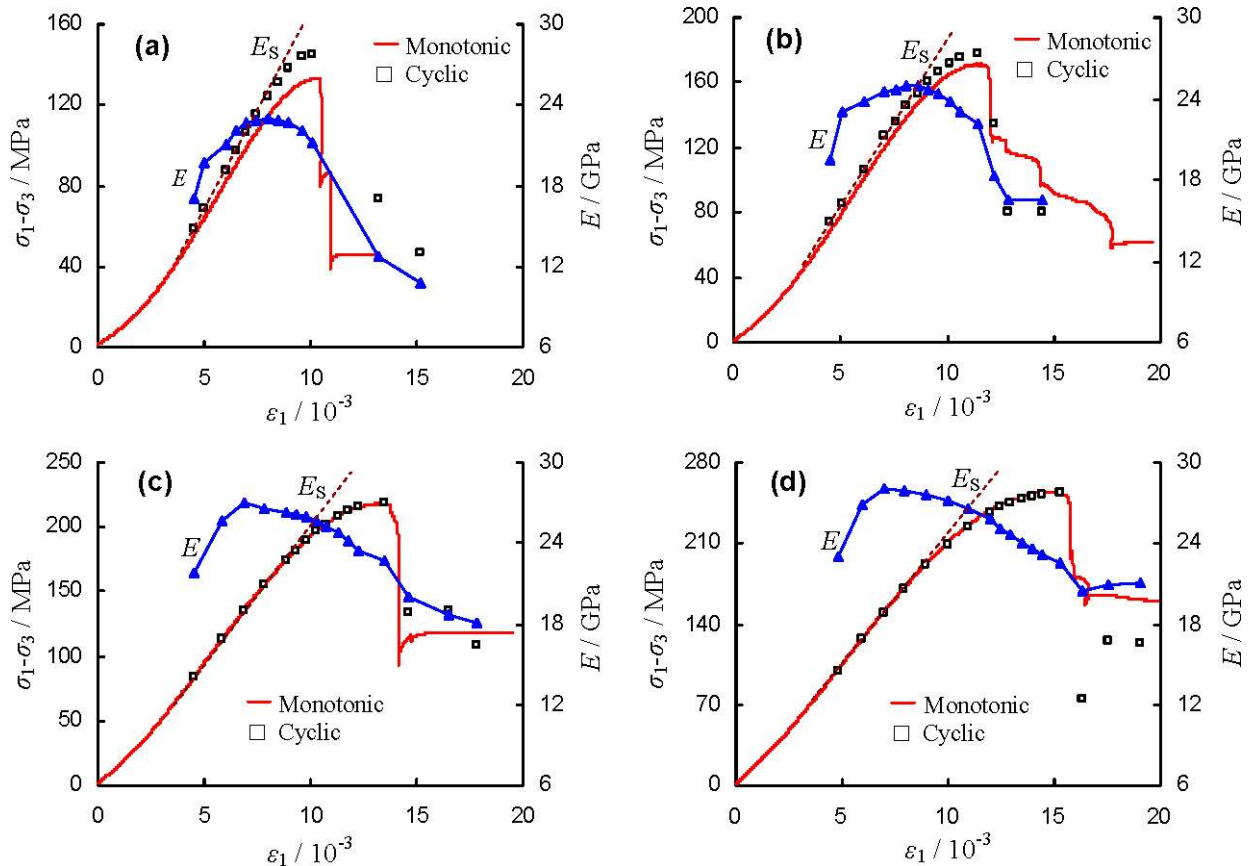 (a)
E_S
Monotonic
Cyclic
E
σ1-σ3 / MPa
160
120
80
40
0
E / GPa
30
24
18
12
6
0 5 10 15 20
ε1 / 10^-3
(b)
E_S
Monotonic
Cyclic
E
σ1-σ3 / MPa
200
160
120
80
40
0
E / GPa
30
24
18
12
6
0 5 10 15 20
ε1 / 10^-3
(c)
E_S
E
Monotonic
Cyclic
σ1-σ3 / MPa
250
200
150
100
50
0
E / GPa
30
24
18
12
6
0 5 10 15 20
ε1 / 10^-3
(d)
E_S
E
Monotonic
Cyclic
σ1-σ3 / MPa
280
210
140
70
0
E / GPa
30
24
18
12
6
0 5 10 15 20
ε1 / 10^-3